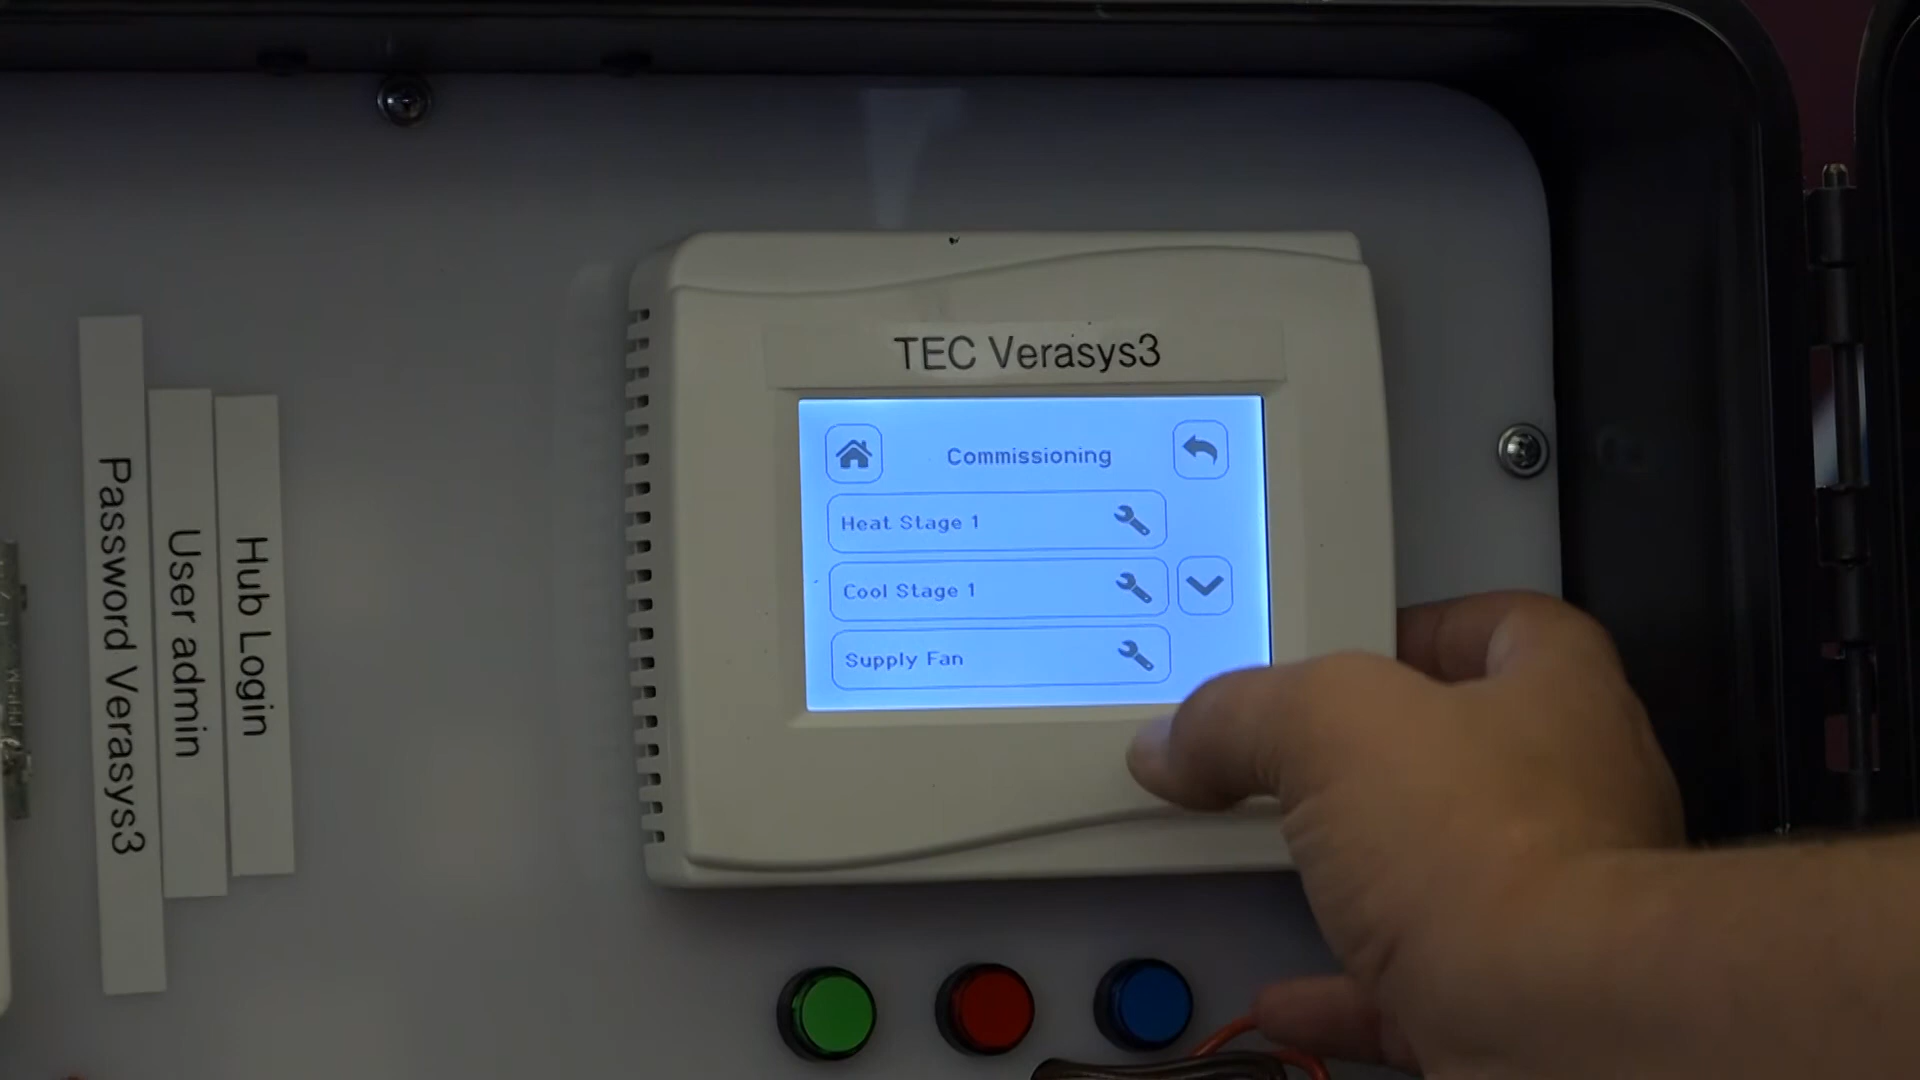 TEC Verasys3
Commissioning
Heat Stage 1
Cool Stage 1
Supply Fan
Hub Login
User admin
Password Verasys3